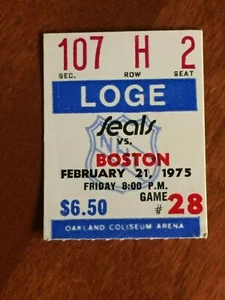 107 H 2
SEC. ROW SEAT
LOGE
NHL
Seals
vs.
BOSTON
FEBRUARY 21, 1975
FRIDAY 8:00 P.M.
GAME
$6.50 #28
OAKLAND COLISEUM ARENA